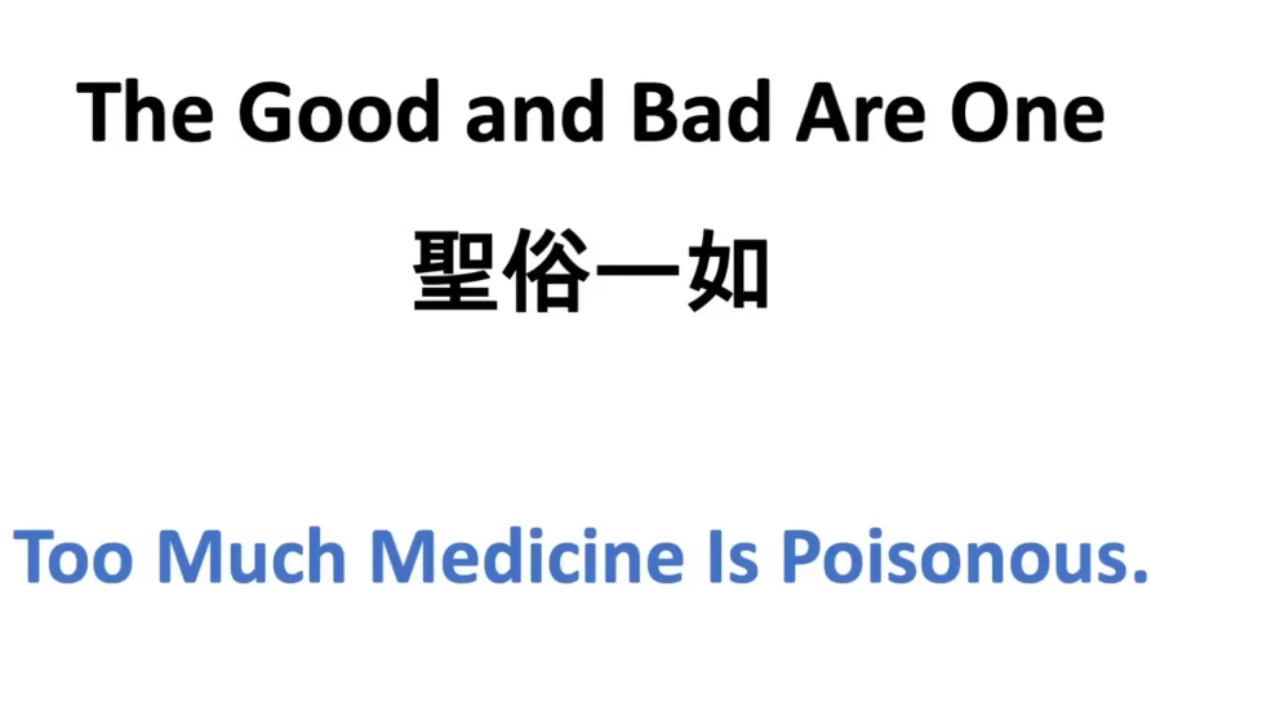 The Good and Bad Are One
聖俗一如
Too Much Medicine Is Poisonous.